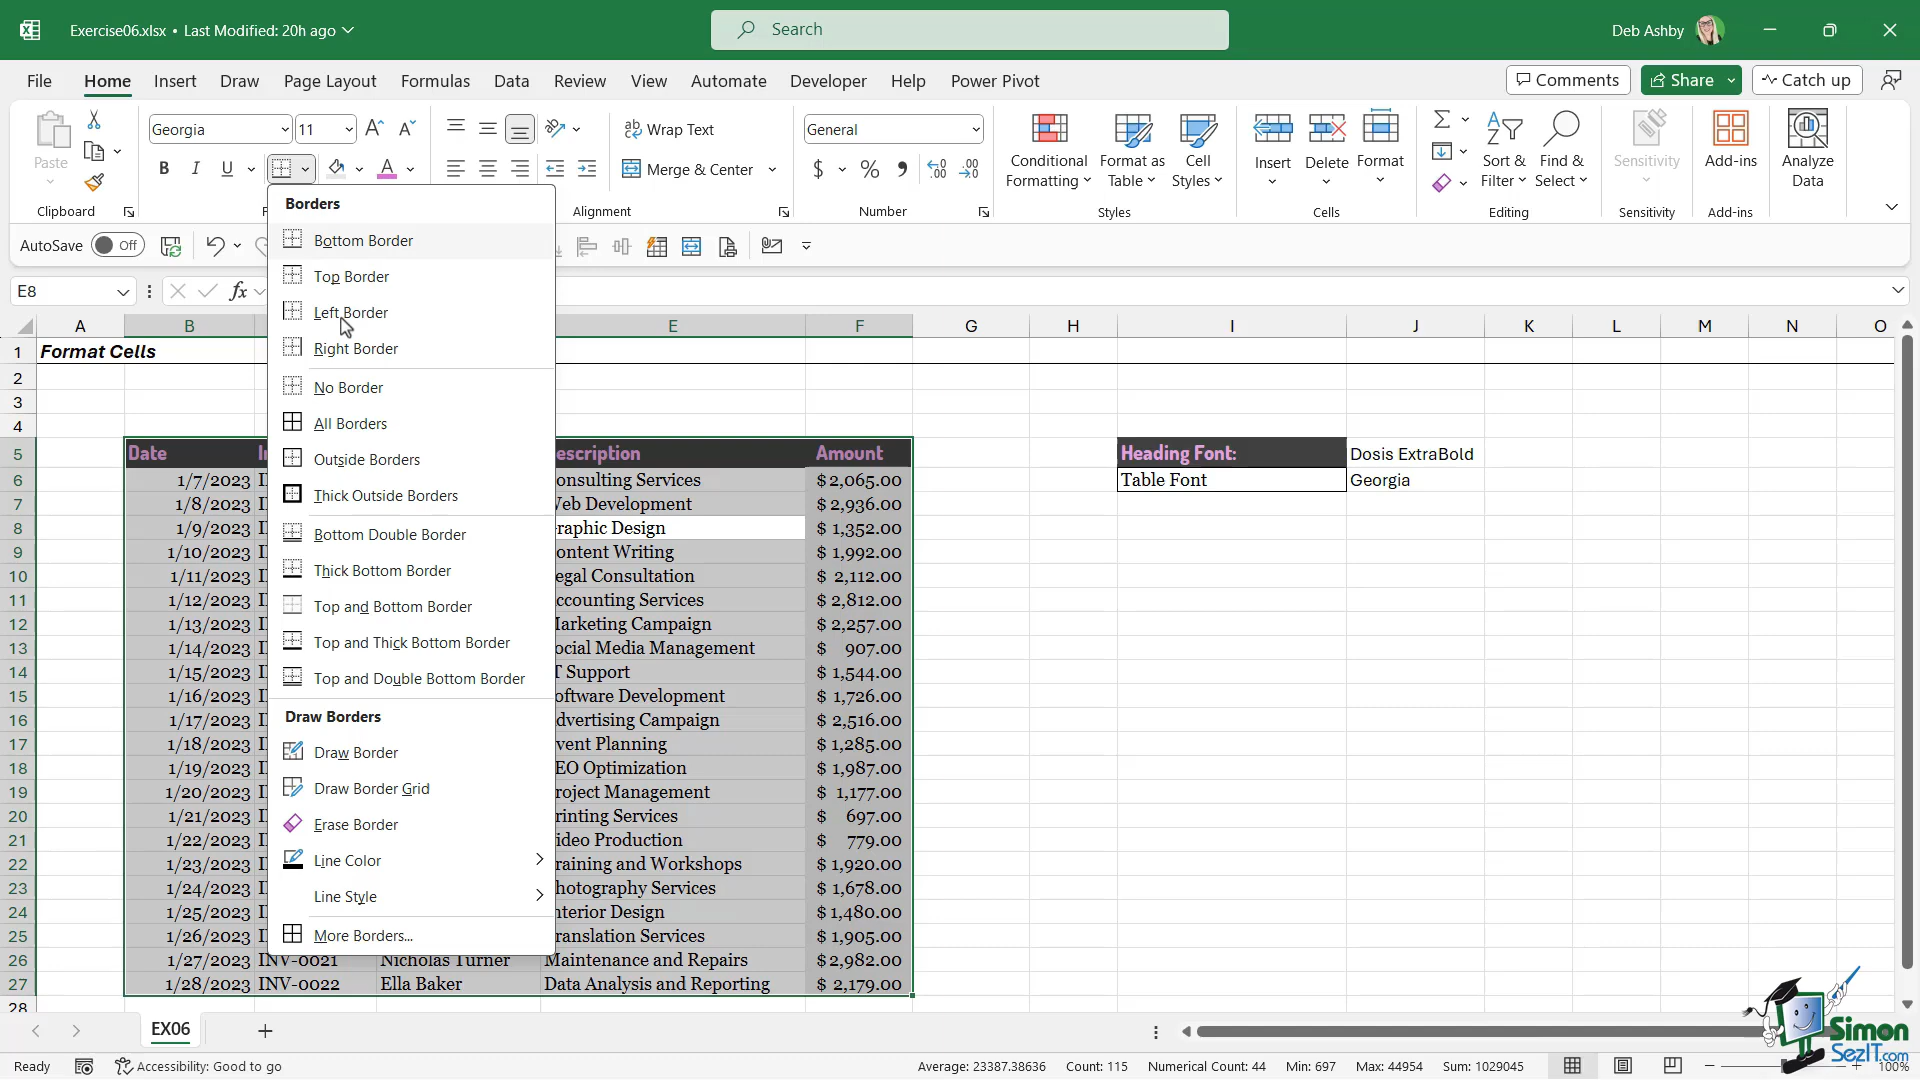 Exercise06.xlsx • Last Modified: 20h ago
Search
Deb Ashby
File Home Insert Draw Page Layout Formulas Data Review View Automate Developer Help Power Pivot
Comments Share Catch up
Paste
Clipboard
Georgia 11
B I U A
Wrap Text
Merge & Center
Alignment
General
$ %
Number
Conditional Formatting
Format as Table
Cell Styles
Styles
Insert Delete Format
Cells
Sort & Filter
Find & Select
Editing
Sensitivity
Sensitivity
Add-ins
Add-ins
Analyze Data
AutoSave Off
E8
fx
Borders
Bottom Border
Top Border
Left Border
Right Border
No Border
All Borders
Outside Borders
Thick Outside Borders
Bottom Double Border
Thick Bottom Border
Top and Bottom Border
Top and Thick Bottom Border
Top and Double Bottom Border
Draw Borders
Draw Border
Draw Border Grid
Erase Border
Line Color
Line Style
More Borders...
A B E F G H I J K L M N O
1 Format Cells
2
3
4
5 Date escription Amount Heading Font: Dosis ExtraBold
6 1/7/2023 onsulting Services $2,065.00 Table Font Georgia
7 1/8/2023 Web Development $2,936.00
8 1/9/2023 raphic Design $ 1,352.00
9 1/10/2023 ontent Writing $ 1,992.00
10 1/11/2023 egal Consultation $ 2,112.00
11 1/12/2023 ccounting Services $ 2,812.00
12 1/13/2023 Marketing Campaign $ 2,257.00
13 1/14/2023 ocial Media Management $ 907.00
14 1/15/2023 T Support $ 1,544.00
15 1/16/2023 oftware Development $ 1,726.00
16 1/17/2023 dvertising Campaign $ 2,516.00
17 1/18/2023 vent Planning $ 1,285.00
18 1/19/2023 EO Optimization $ 1,987.00
19 1/20/2023 roject Management $ 1,177.00
20 1/21/2023 rinting Services $ 697.00
21 1/22/2023 ideo Production $ 779.00
22 1/23/2023 raining and Workshops $ 1,920.00
23 1/24/2023 hotography Services $ 1,678.00
24 1/25/2023 nterior Design $ 1,480.00
25 1/26/2023 ranslation Services $ 1,905.00
26 1/27/2023 INV-0021 Nicholas Turner Maintenance and Repairs $2,982.00
27 1/28/2023 INV-0022 Ella Baker Data Analysis and Reporting $ 2,179.00
28
EX06
Simon
SezIT.com
Ready Accessibility: Good to go Average: 23387.38636 Count: 115 Numerical Count: 44 Min: 697 Max: 44954 Sum: 1029045 100%